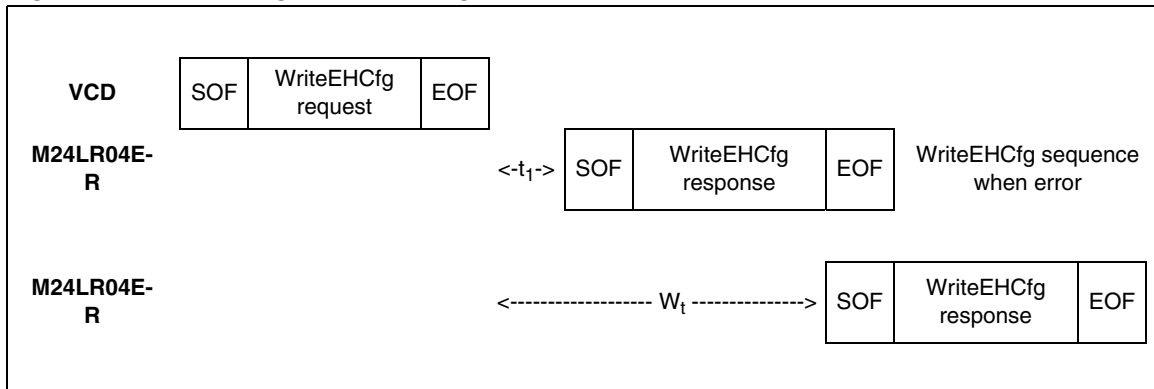 VCD SOF WriteEHCfg request EOF
M24LR04E-R <-t1-> SOF WriteEHCfg response EOF WriteEHCfg sequence when error
M24LR04E-R <------------------- Wt ---------------> SOF WriteEHCfg response EOF